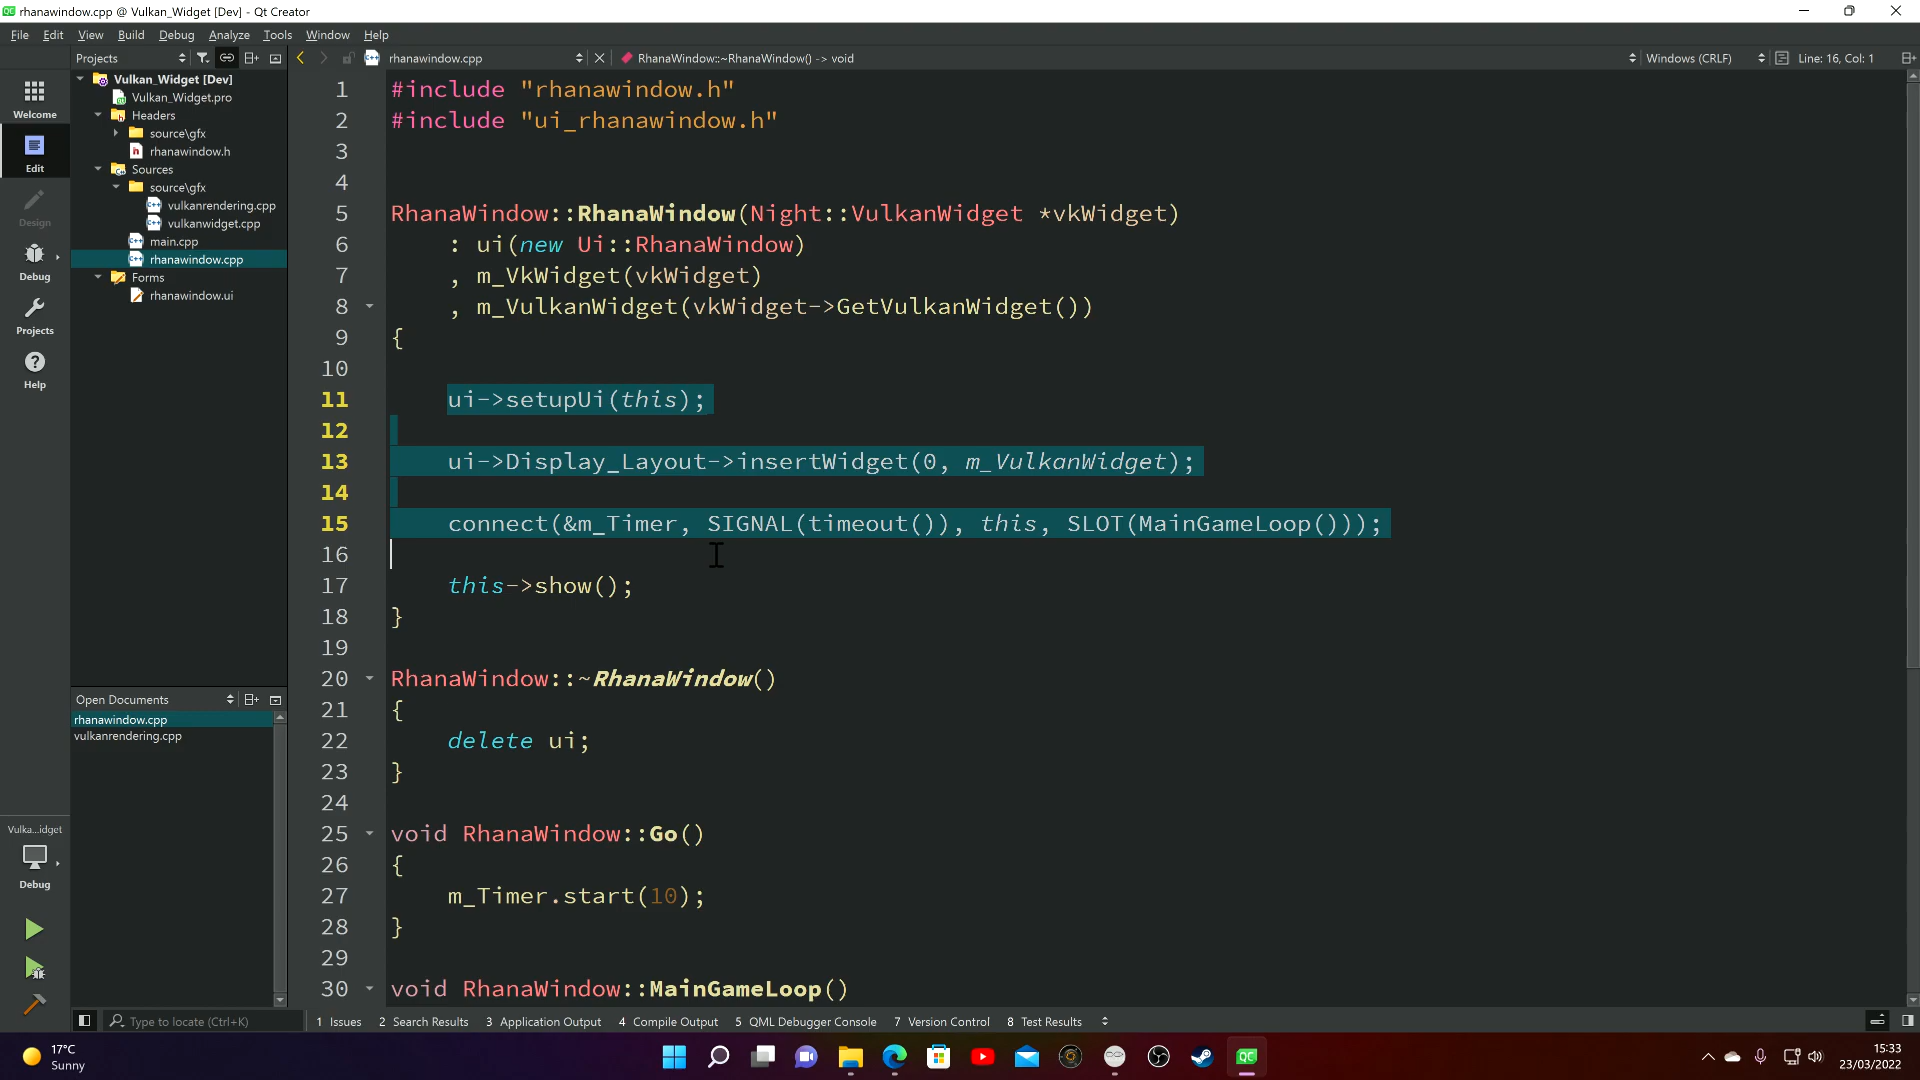 rhanawindow.cpp @ Vulkan_Widget [Dev] - Qt Creator
File Edit View Build Debug Analyze Tools Window Help
Projects
rhanawindow.cpp
RhanaWindow::~RhanaWindow() -> void
Windows (CRLF)
Line: 16, Col: 1
Welcome
Edit
Design
Debug
Projects
Help
Vulkan_Widget [Dev]
Vulkan_Widget.pro
Headers
source\gfx
rhanawindow.h
Sources
source\gfx
vulkanrendering.cpp
vulkanwidget.cpp
main.cpp
rhanawindow.cpp
Forms
rhanawindow.ui
Open Documents
rhanawindow.cpp
vulkanrendering.cpp
Vulka...idget
Debug
1 #include "rhanawindow.h"
2 #include "ui_rhanawindow.h"
3
4
5 RhanaWindow::RhanaWindow(Night::VulkanWidget *vkWidget)
6 : ui(new Ui::RhanaWindow)
7 , m_VkWidget(vkWidget)
8 , m_VulkanWidget(vkWidget->GetVulkanWidget())
9 {
10
11 ui->setupUi(this);
12
13 ui->Display_Layout->insertWidget(0, m_VulkanWidget);
14
15 connect(&m_Timer, SIGNAL(timeout()), this, SLOT(MainGameLoop()));
16
17 this->show();
18 }
19
20 RhanaWindow::~RhanaWindow()
21 {
22 delete ui;
23 }
24
25 void RhanaWindow::Go()
26 {
27 m_Timer.start(10);
28 }
29
30 void RhanaWindow::MainGameLoop()
Type to locate (Ctrl+K)
1 Issues 2 Search Results 3 Application Output 4 Compile Output 5 QML Debugger Console 7 Version Control 8 Test Results
17°C
Sunny
QC
15:33
23/03/2022